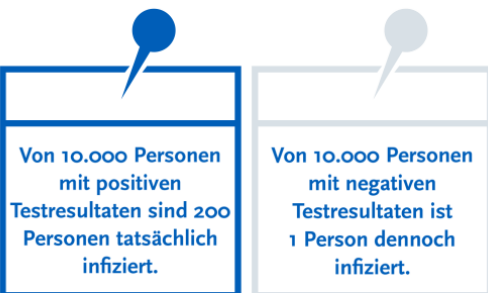 Von 10.000 Personen
mit positiven
Testresultaten sind 200
Personen tatsächlich
infiziert.
Von 10.000 Personen
mit negativen
Testresultaten ist
1 Person dennoch
infiziert.